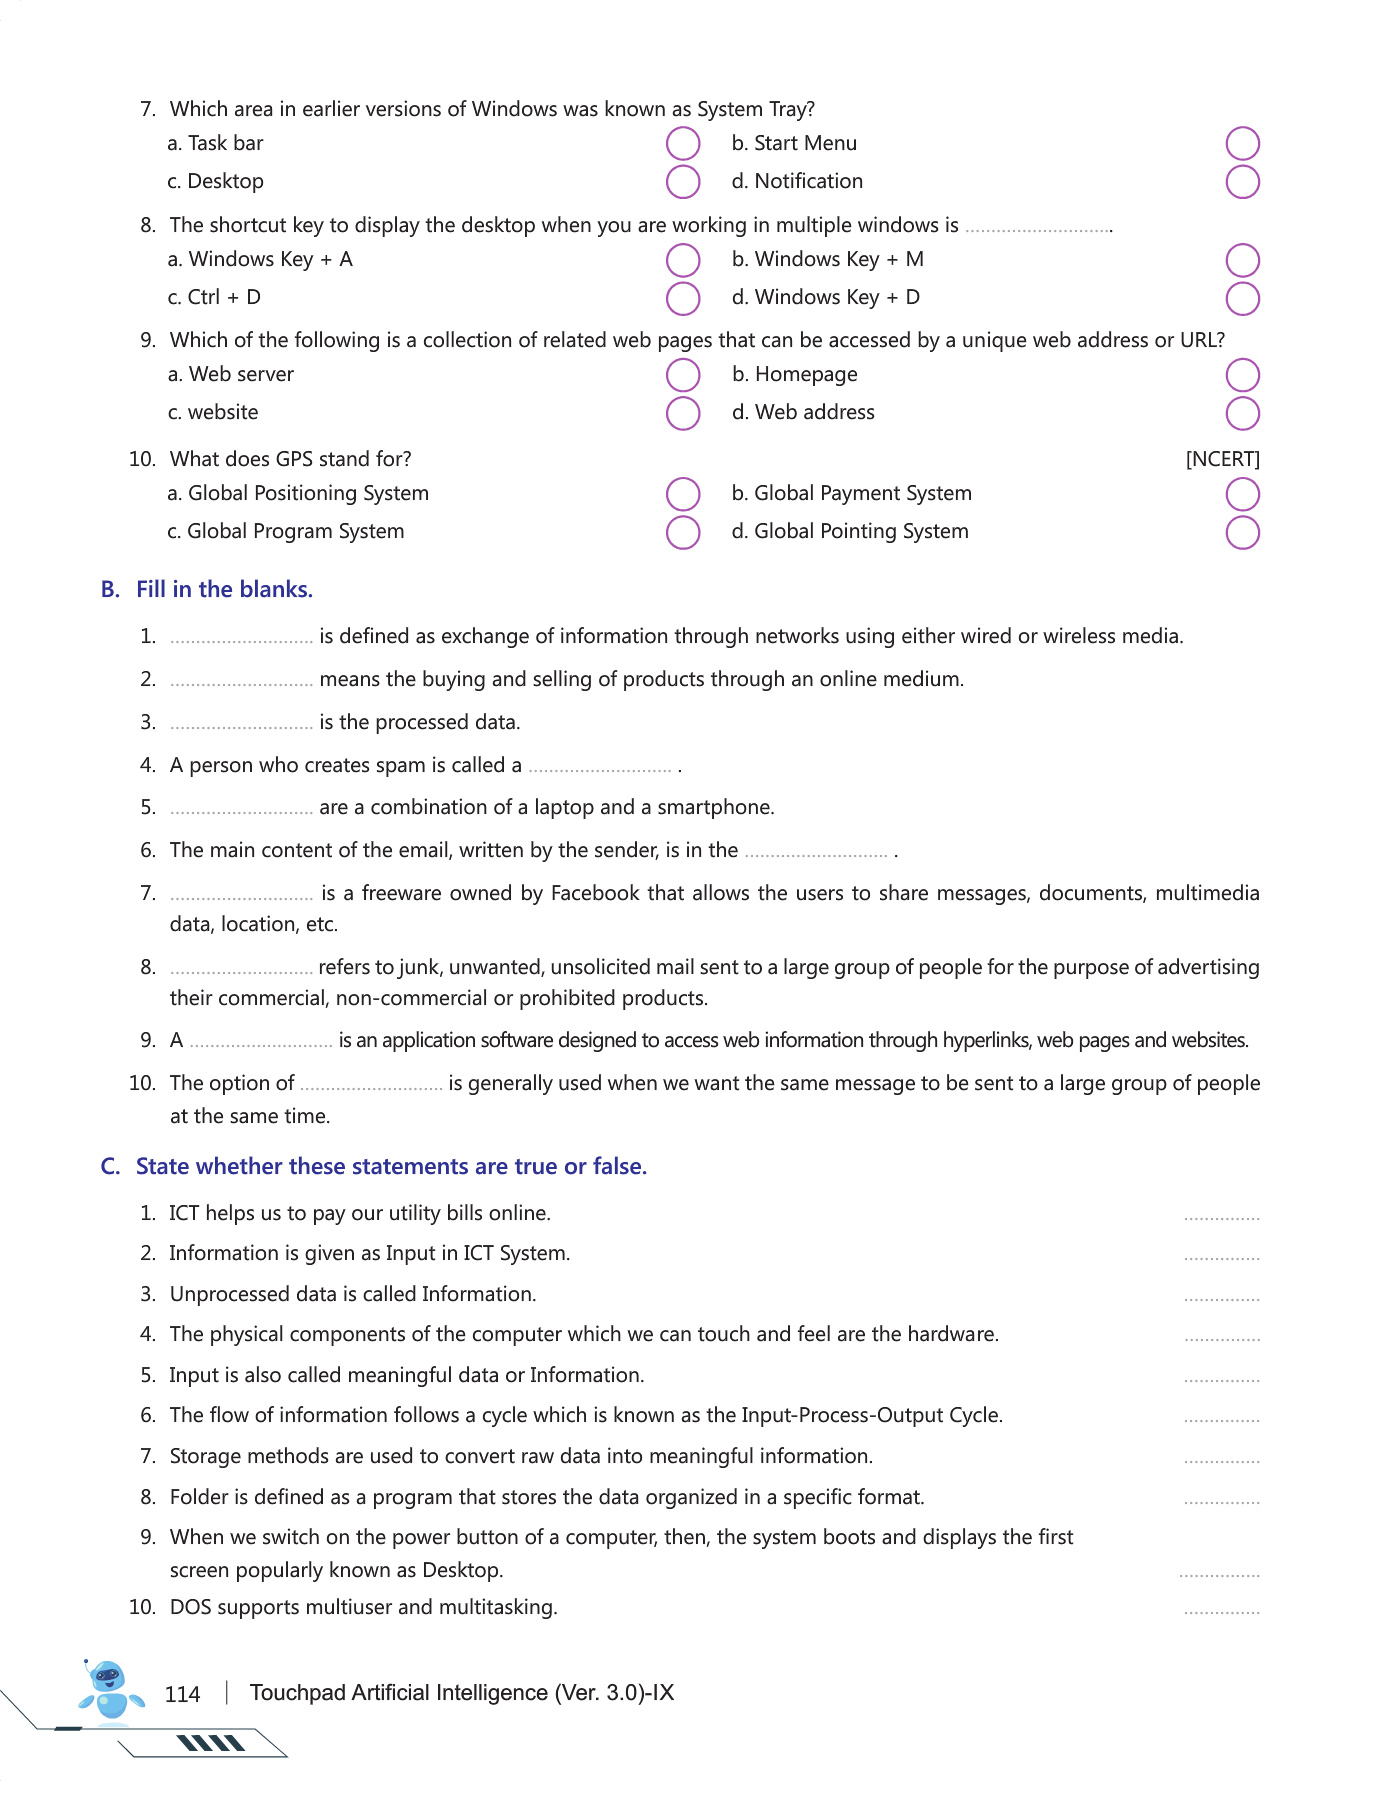 7. Which area in earlier versions of Windows was known as System Tray?
a. Task bar b. Start Menu
c. Desktop d. Notification
8. The shortcut key to display the desktop when you are working in multiple windows is ............................
a. Windows Key + A b. Windows Key + M
c. Ctrl + D d. Windows Key + D
9. Which of the following is a collection of related web pages that can be accessed by a unique web address or URL?
a. Web server b. Homepage
c. website d. Web address
10. What does GPS stand for? [NCERT]
a. Global Positioning System b. Global Payment System
c. Global Program System d. Global Pointing System
B. Fill in the blanks.
1. ............................ is defined as exchange of information through networks using either wired or wireless media.
2. ............................ means the buying and selling of products through an online medium.
3. ............................ is the processed data.
4. A person who creates spam is called a ............................ .
5. ............................ are a combination of a laptop and a smartphone.
6. The main content of the email, written by the sender, is in the ............................ .
7. ............................ is a freeware owned by Facebook that allows the users to share messages, documents, multimedia
data, location, etc.
8. ............................ refers to junk, unwanted, unsolicited mail sent to a large group of people for the purpose of advertising
their commercial, non-commercial or prohibited products.
9. A ............................ is an application software designed to access web information through hyperlinks, web pages and websites.
10. The option of ............................ is generally used when we want the same message to be sent to a large group of people
at the same time.
C. State whether these statements are true or false.
1. ICT helps us to pay our utility bills online. ...............
2. Information is given as Input in ICT System. ...............
3. Unprocessed data is called Information. ...............
4. The physical components of the computer which we can touch and feel are the hardware. ...............
5. Input is also called meaningful data or Information. ...............
6. The flow of information follows a cycle which is known as the Input-Process-Output Cycle. ...............
7. Storage methods are used to convert raw data into meaningful information. ...............
8. Folder is defined as a program that stores the data organized in a specific format. ...............
9. When we switch on the power button of a computer, then, the system boots and displays the first
screen popularly known as Desktop. ................
10. DOS supports multiuser and multitasking. ...............
114 | Touchpad Artificial Intelligence (Ver. 3.0)-IX